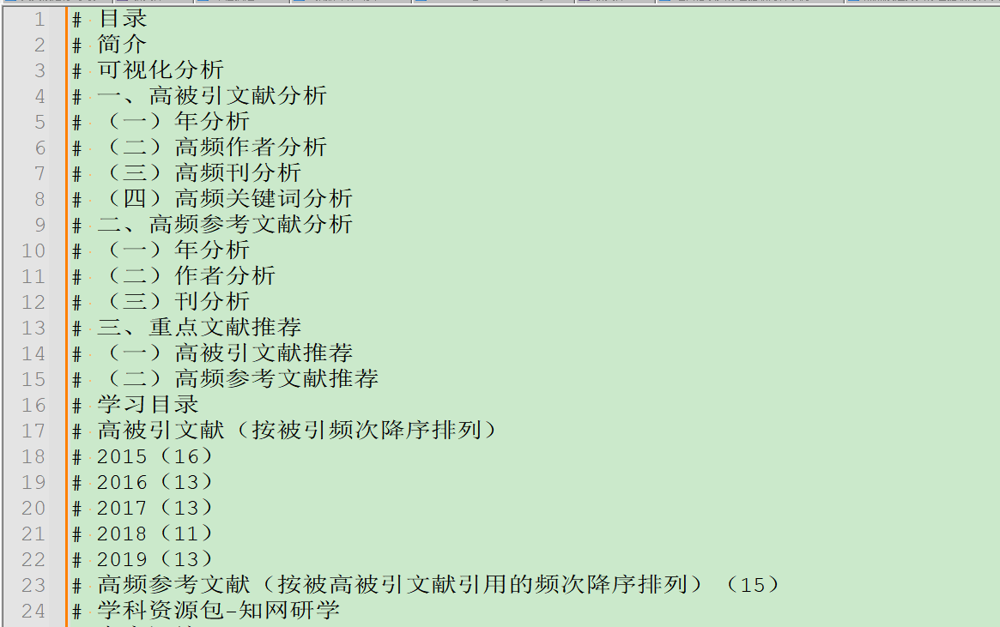 1 # 目录
2 # 简介
3 # 可视化分析
4 # 一、高被引文献分析
5 # （一）年分析
6 # （二）高频作者分析
7 # （三）高频刊分析
8 # （四）高频关键词分析
9 # 二、高频参考文献分析
10 # （一）年分析
11 # （二）作者分析
12 # （三）刊分析
13 # 三、重点文献推荐
14 # （一）高被引文献推荐
15 # （二）高频参考文献推荐
16 # 学习目录
17 # 高被引文献（按被引频次降序排列）
18 # 2015（16）
19 # 2016（13）
20 # 2017（13）
21 # 2018（11）
22 # 2019（13）
23 # 高频参考文献（按被高被引文献引用的频次降序排列）（15）
24 # 学科资源包-知网研学